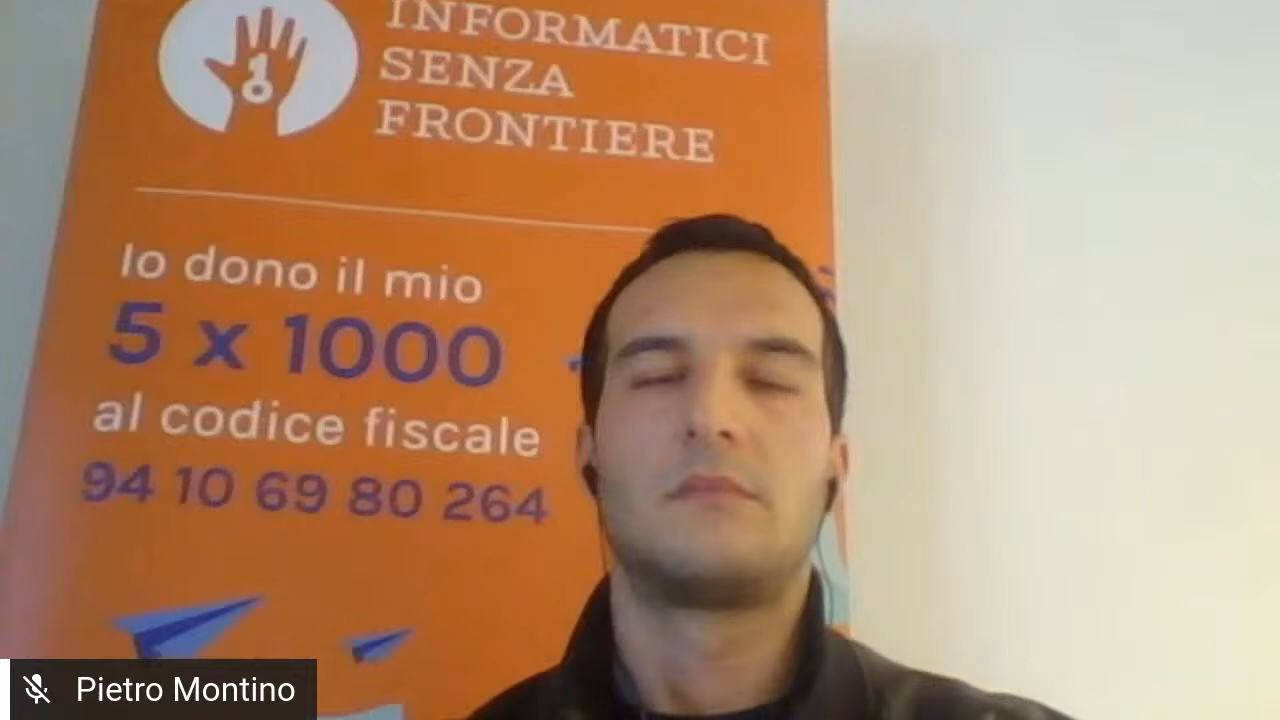 INFORMATICI
SENZA
FRONTIERE
Io dono il mio
5 x 1000
al codice fiscale
94 10 69 80 264
Pietro Montino